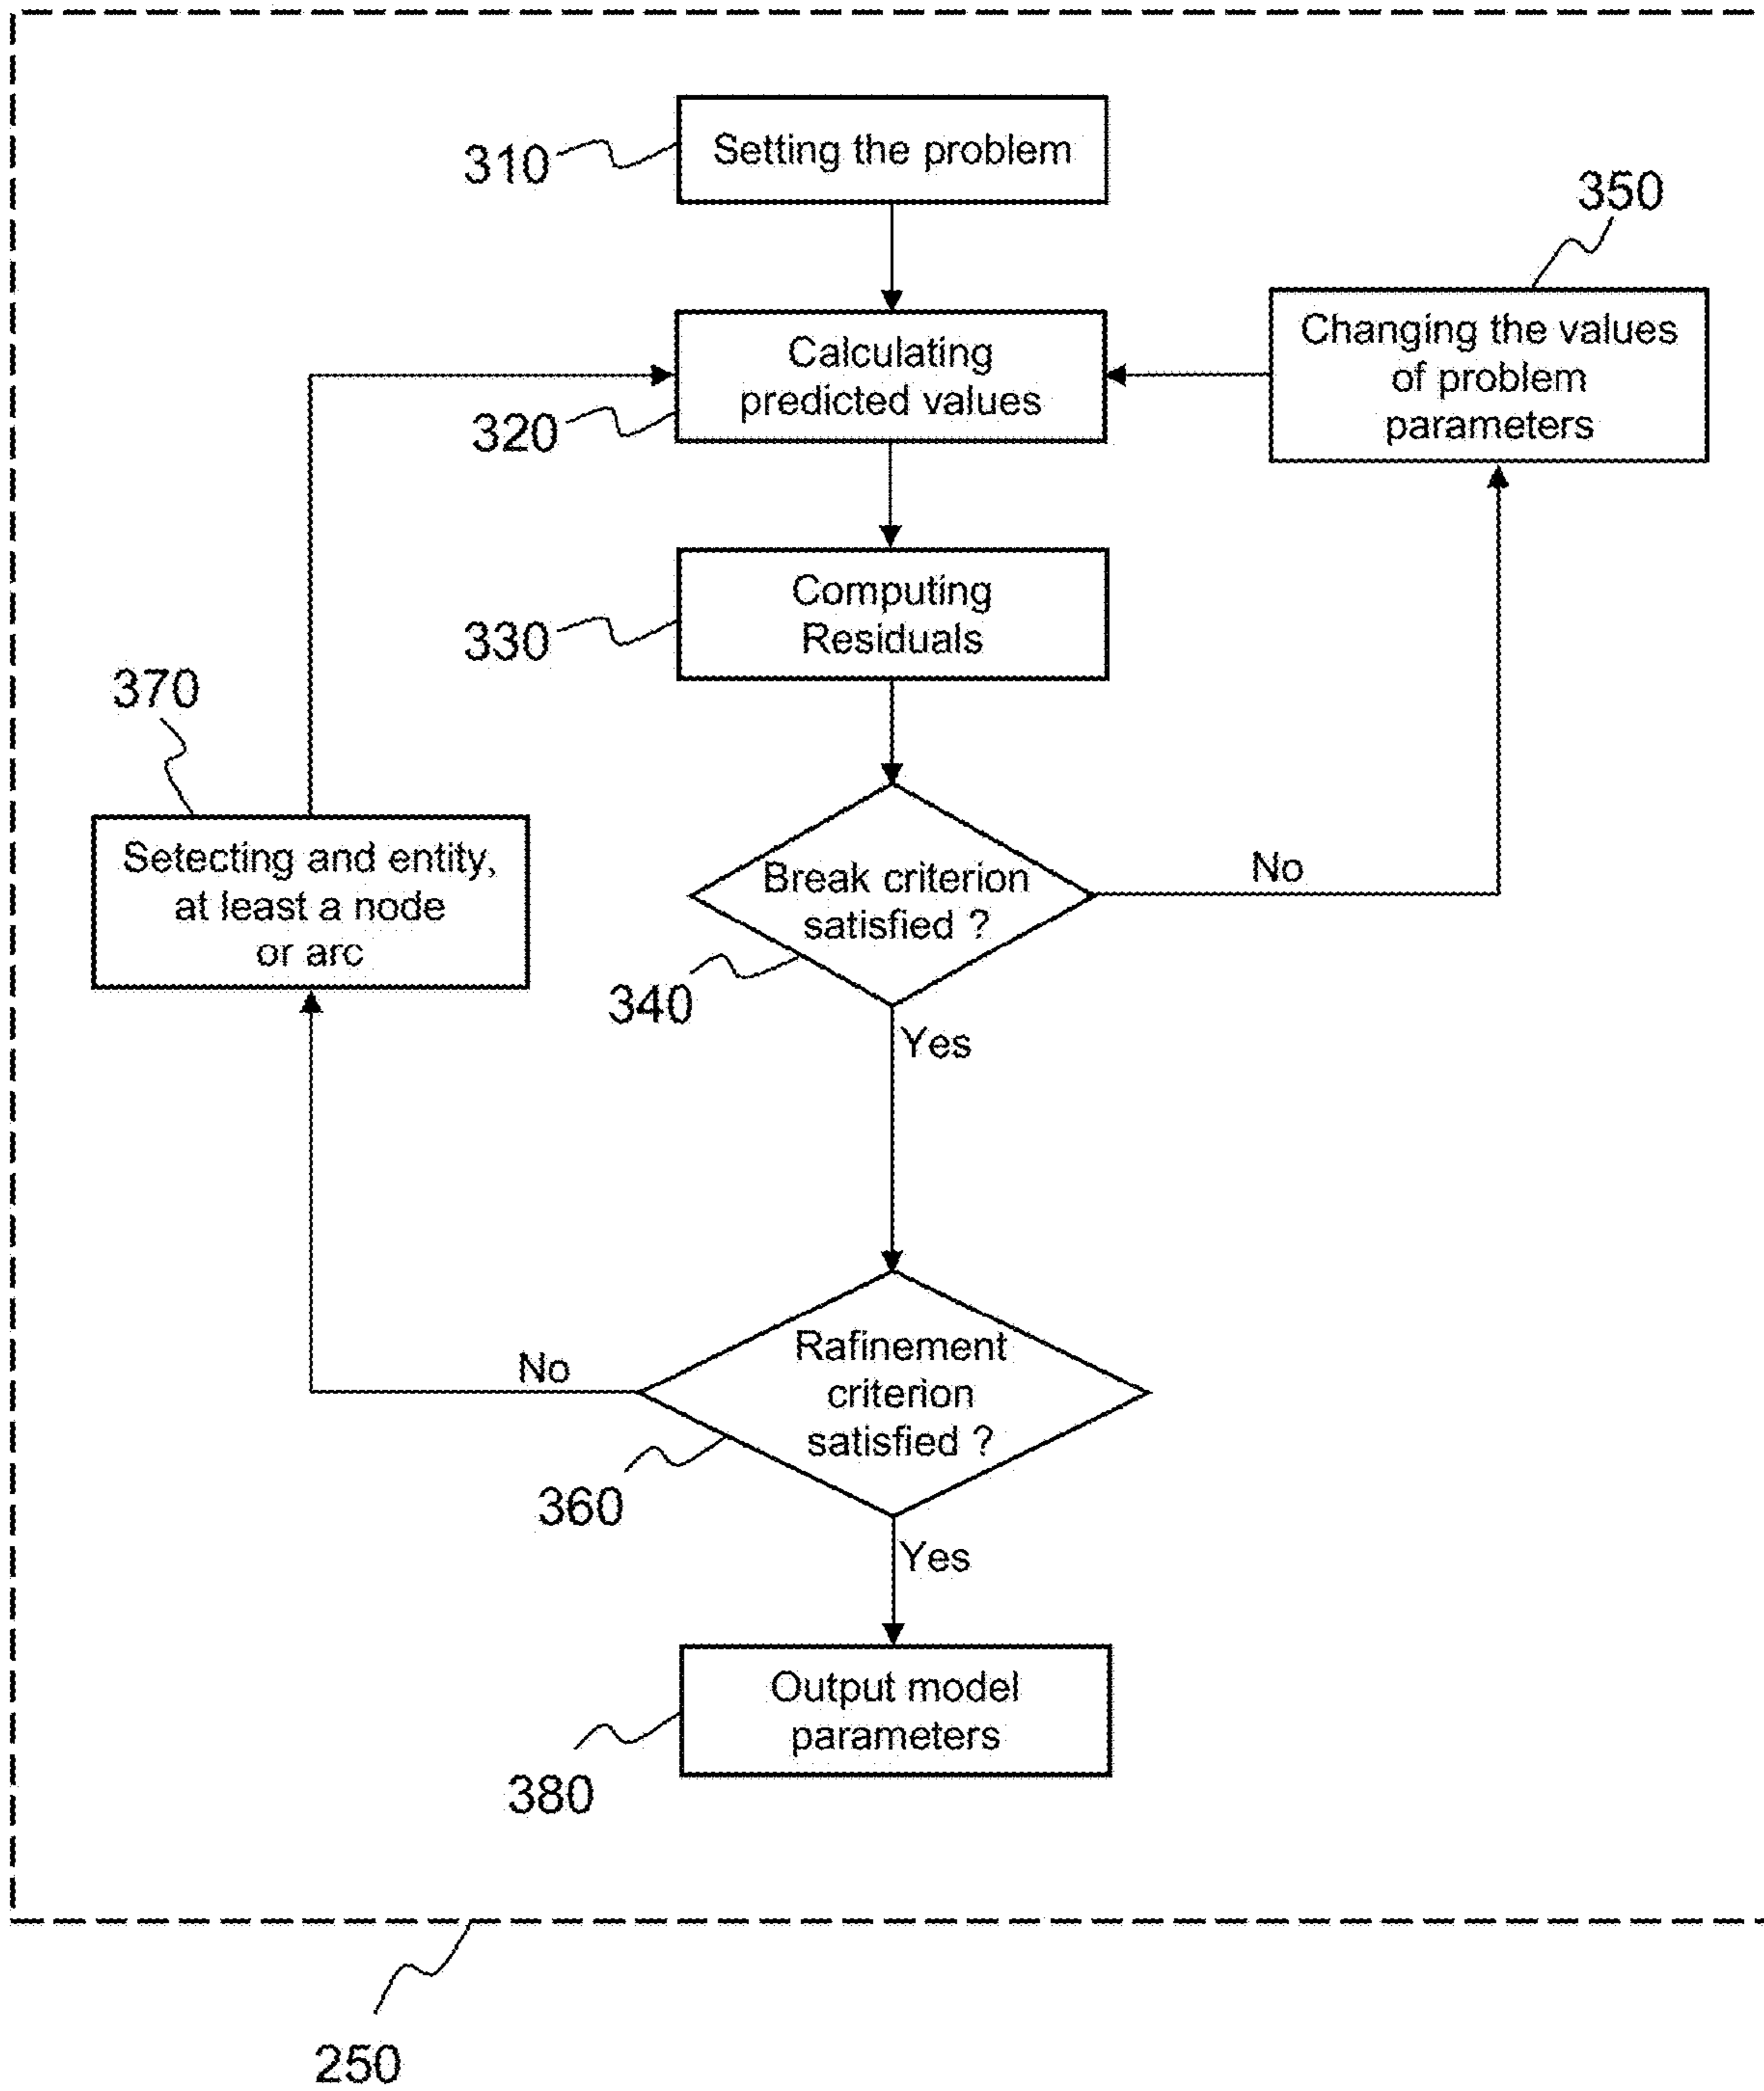 310
Setting the problem
350
Changing the values
of problem
parameters
Calculating
predicted values
320
Computing
Residuals
330
370
Setecting and entity,
at least a node
or arc
Break criterion
satisfied ?
No
340
Yes
Rafinement
criterion
satisfied ?
No
360
Yes
Output model
parameters
380
250